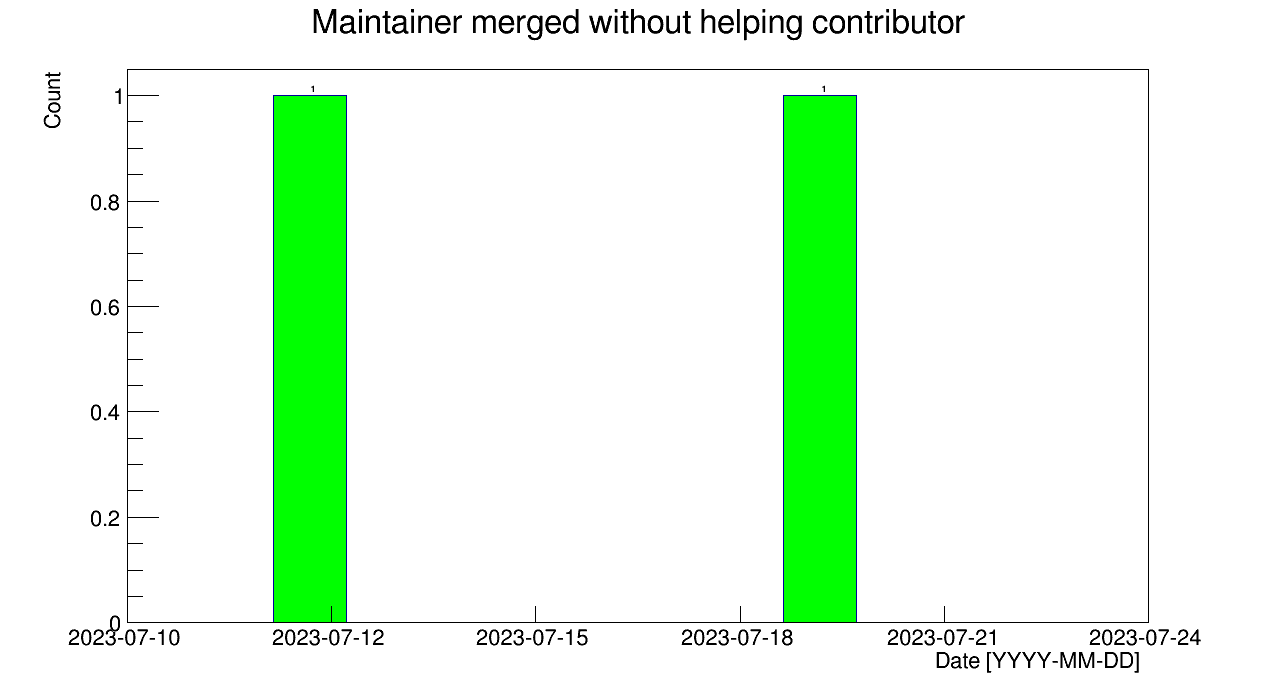 Maintainer merged without helping contributor
Count
1
1
1
0.8
0.6
0.4
0.2
0
2023-07-10 2023-07-12 2023-07-15 2023-07-18 2023-07-21 2023-07-24
Date [YYYY-MM-DD]